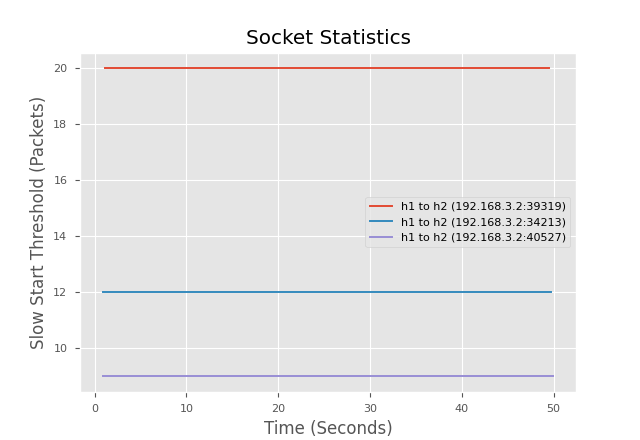 Socket Statistics
Slow Start Threshold (Packets)
20
18
16
14
12
10
h1 to h2 (192.168.3.2:39319)
h1 to h2 (192.168.3.2:34213)
h1 to h2 (192.168.3.2:40527)
0 10 20 30 40 50
Time (Seconds)